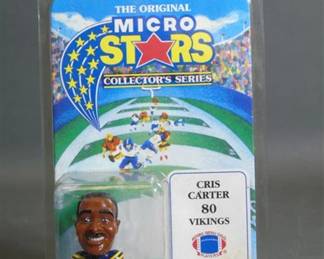 THE ORIGINAL
MICRO
STARS
COLLECTOR'S SERIES
CRIS
CARTER
80
VIKINGS